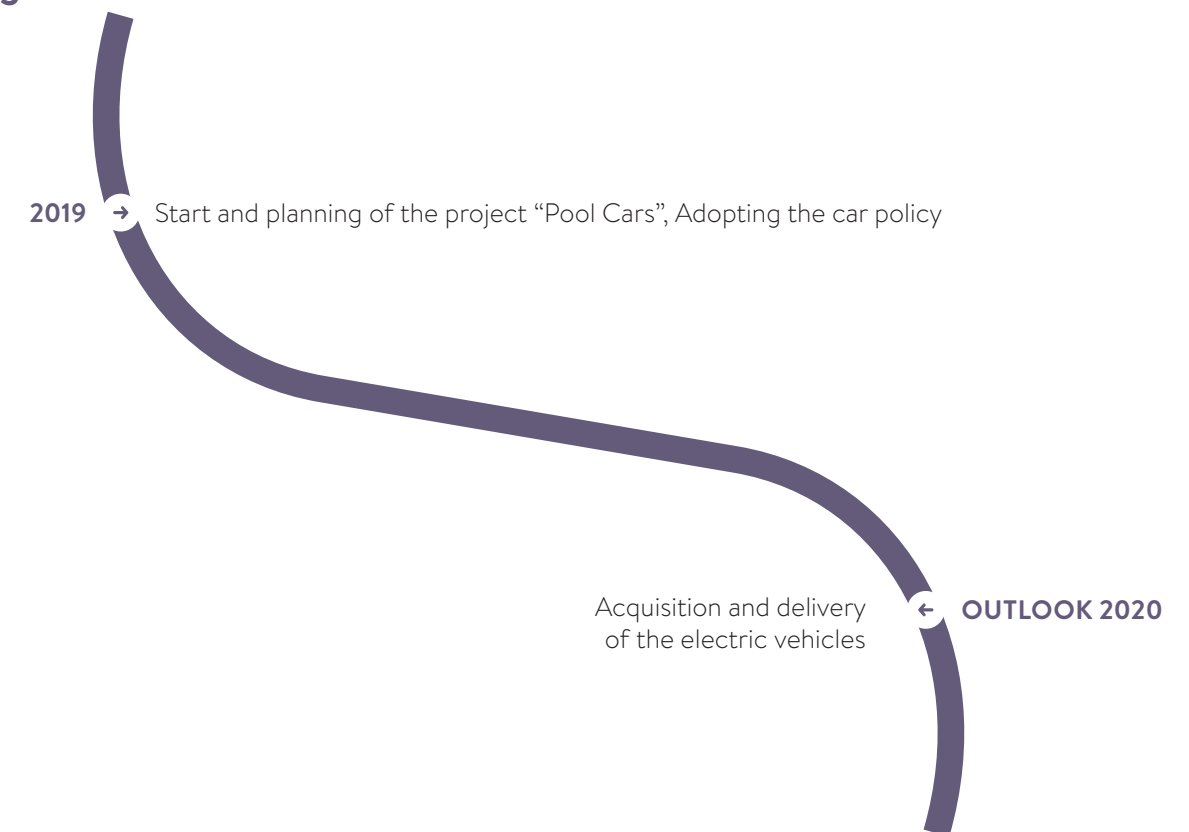 2019 Start and planning of the project “Pool Cars”, Adopting the car policy
Acquisition and delivery
of the electric vehicles
OUTLOOK 2020